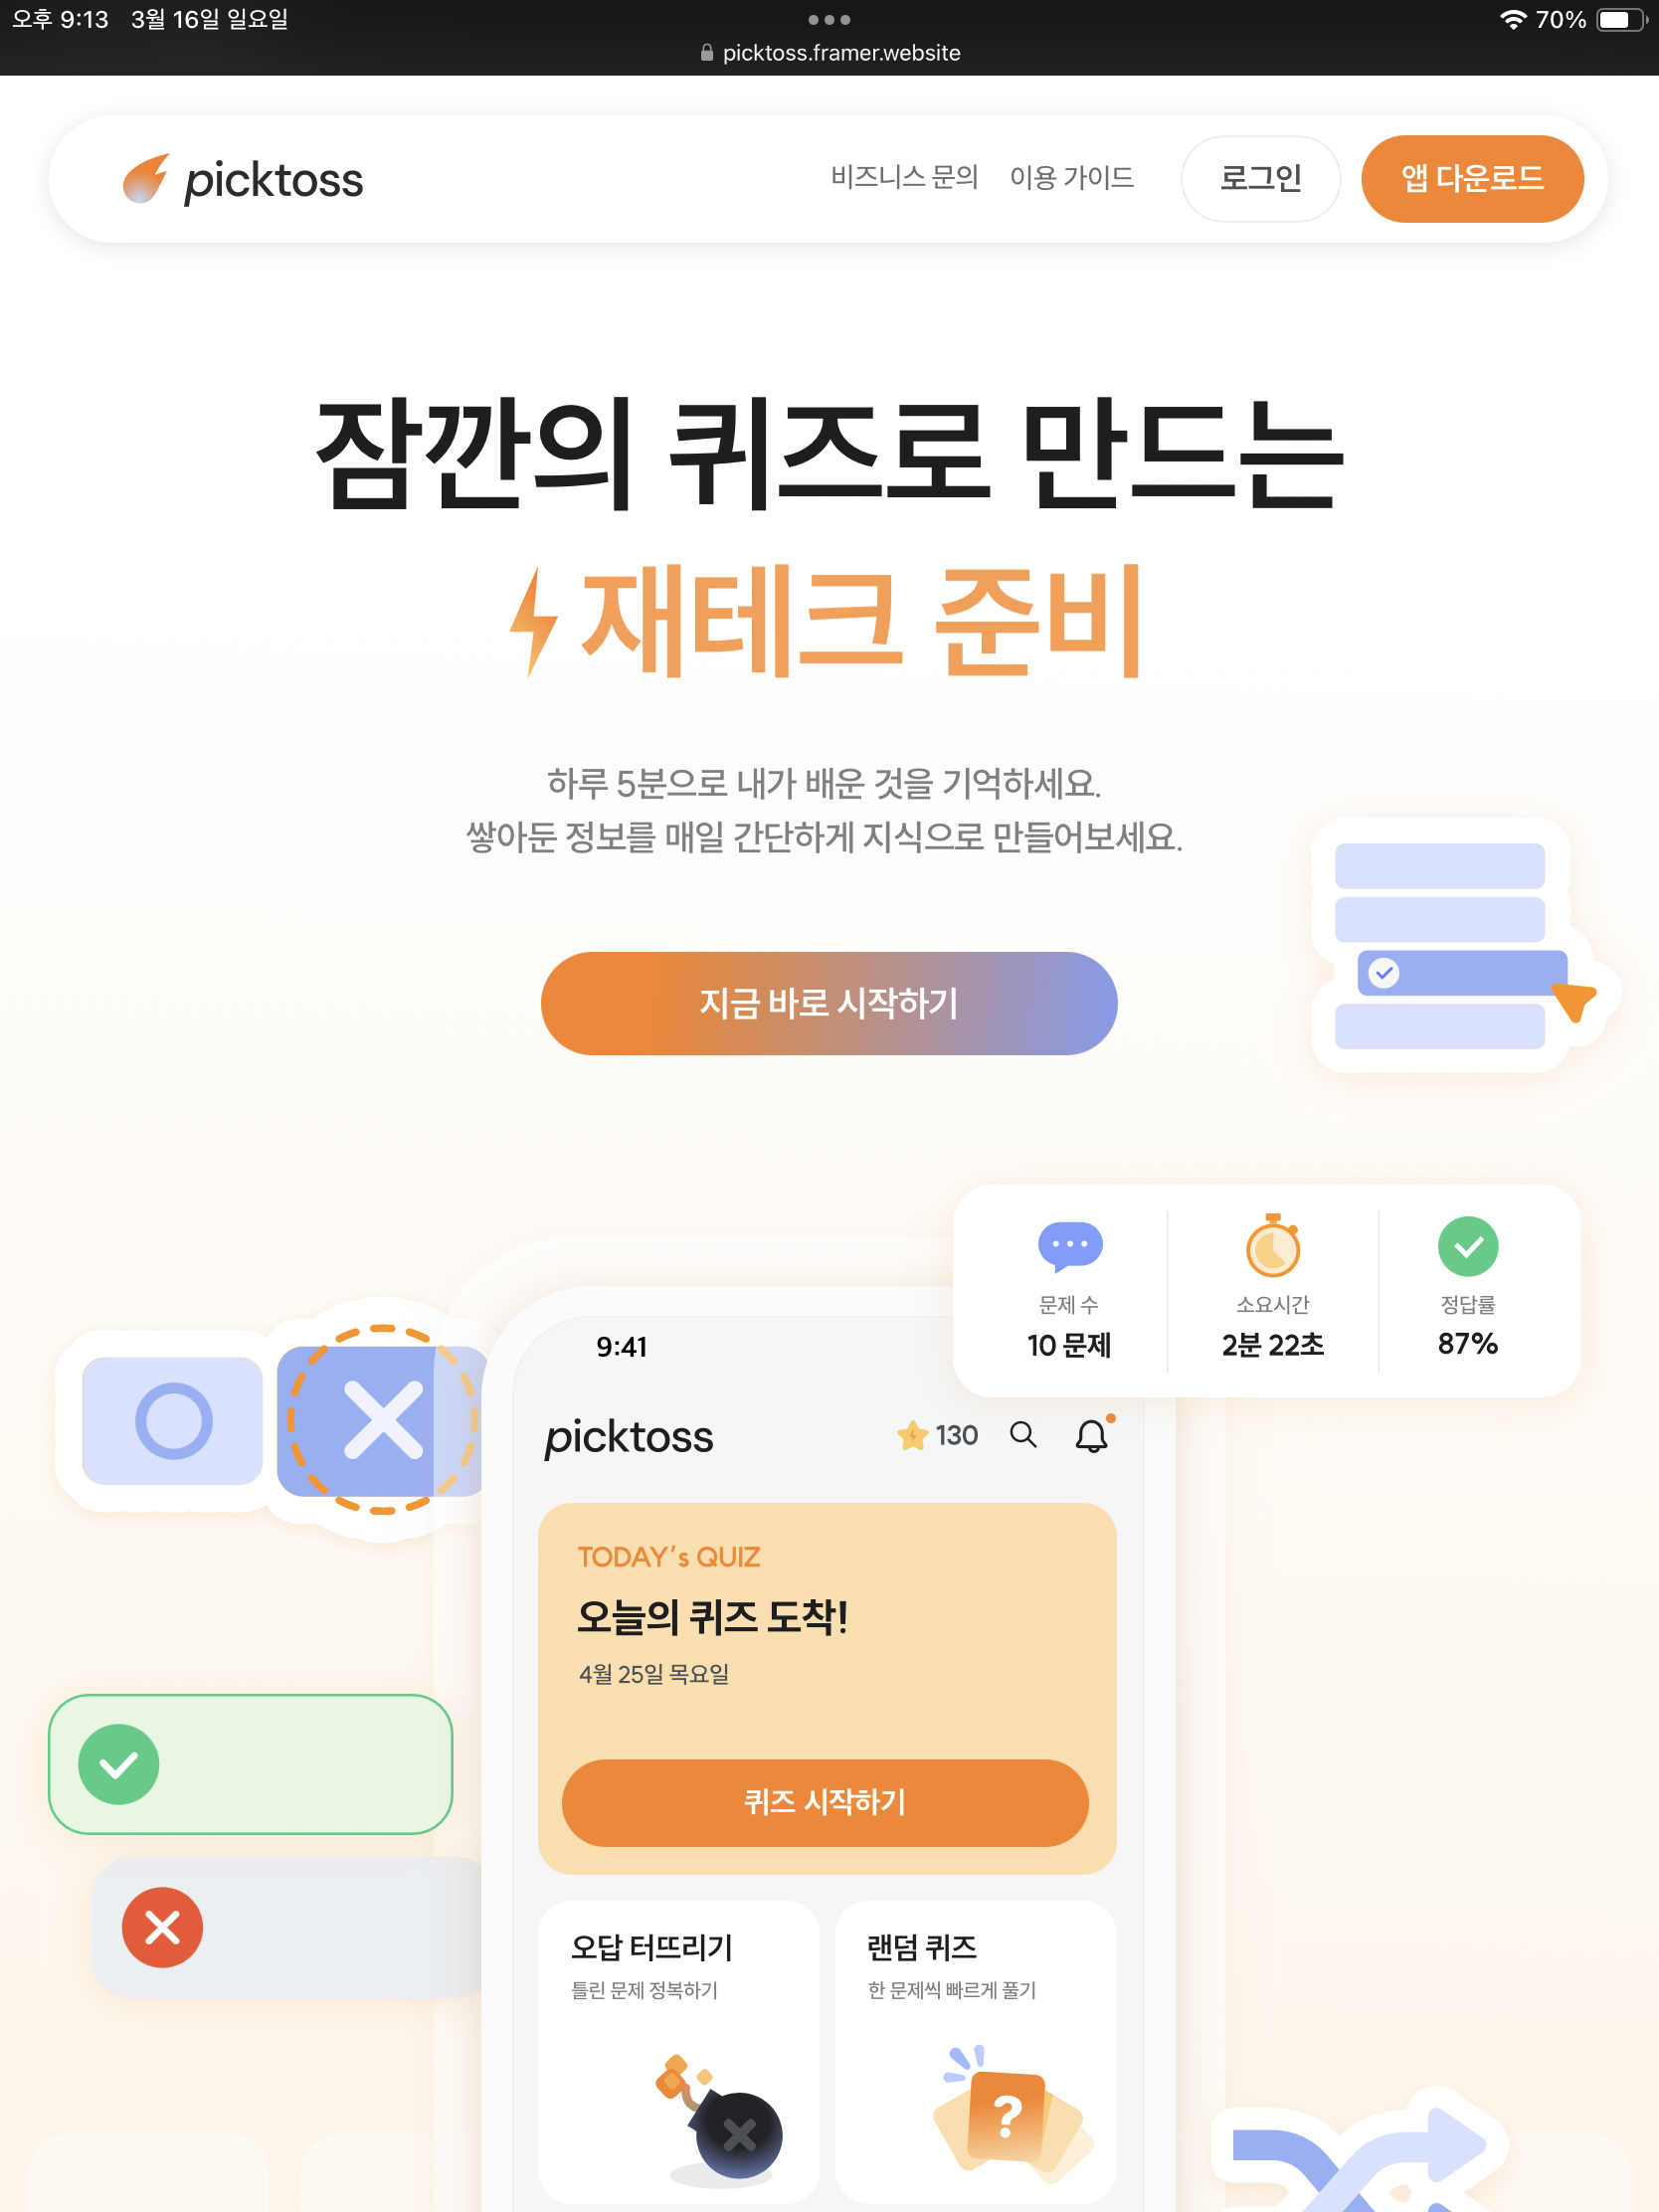 오후 9:13 3월 16일 일요일
70%
picktoss.framer.website
picktoss
비즈니스 문의
이용 가이드
로그인
앱 다운로드
잠깐의 퀴즈로 만드는
재테크 준비
하루 5분으로 내가 배운 것을 기억하세요.
쌓아둔 정보를 매일 간단하게 지식으로 만들어보세요.
지금 바로 시작하기
문제 수
10 문제
소요시간
2분 22초
정답률
87%
9:41
picktoss
130
TODAY's QUIZ
오늘의 퀴즈 도착!
4월 25일 목요일
퀴즈 시작하기
오답 터뜨리기
틀린 문제 정복하기
랜덤 퀴즈
한 문제씩 빠르게 풀기
?